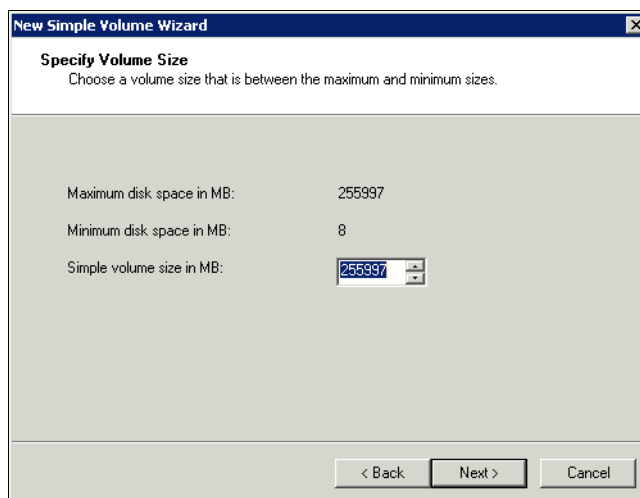 New Simple Volume Wizard
Specify Volume Size
Choose a volume size that is between the maximum and minimum sizes.
Maximum disk space in MB: 255997
Minimum disk space in MB: 8
Simple volume size in MB: 255997
< Back Next > Cancel